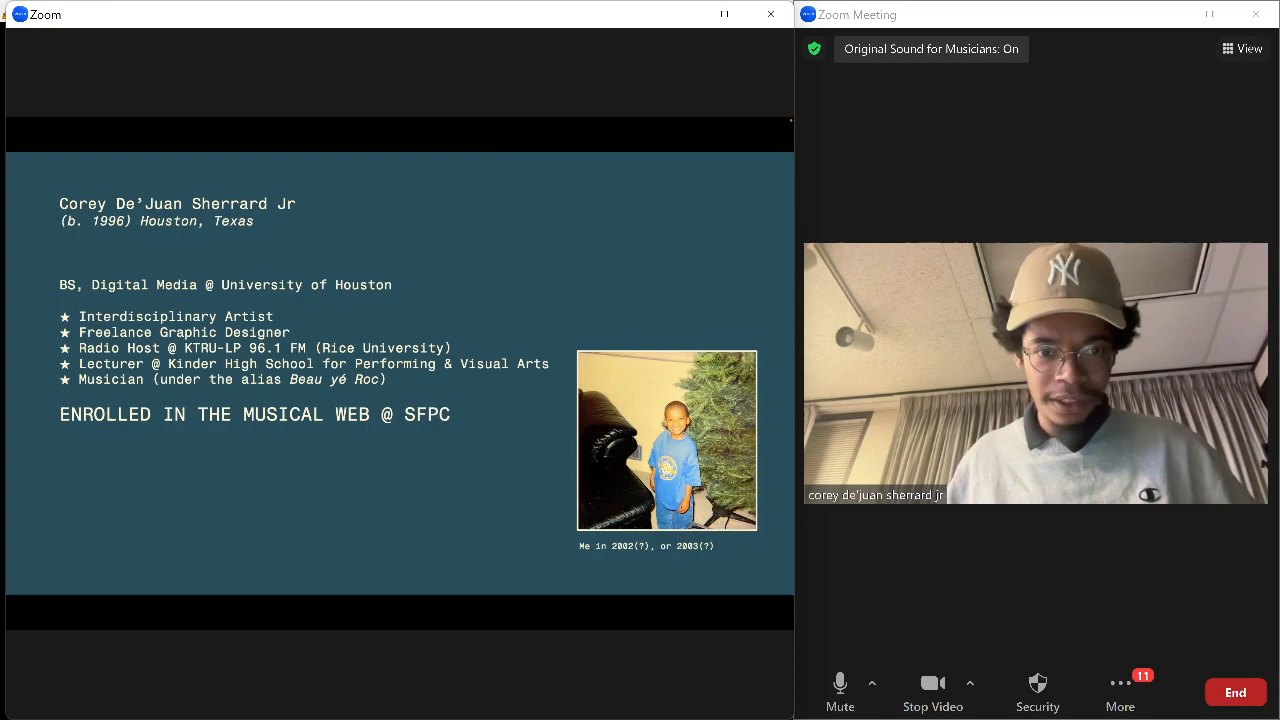 Zoom
Zoom Meeting
Original Sound for Musicians: On
View
Corey De’Juan Sherrard Jr
(b. 1996) Houston, Texas
BS, Digital Media @ University of Houston
★ Interdisciplinary Artist
★ Freelance Graphic Designer
★ Radio Host @ KTRU-LP 96.1 FM (Rice University)
★ Lecturer @ Kinder High School for Performing & Visual Arts
★ Musician (under the alias Beau yé Roc)
ENROLLED IN THE MUSICAL WEB @ SFPC
Me in 2002(?), or 2003(?)
NY
corey de'juan sherrard jr
Mute
Stop Video
Security
More
11
End